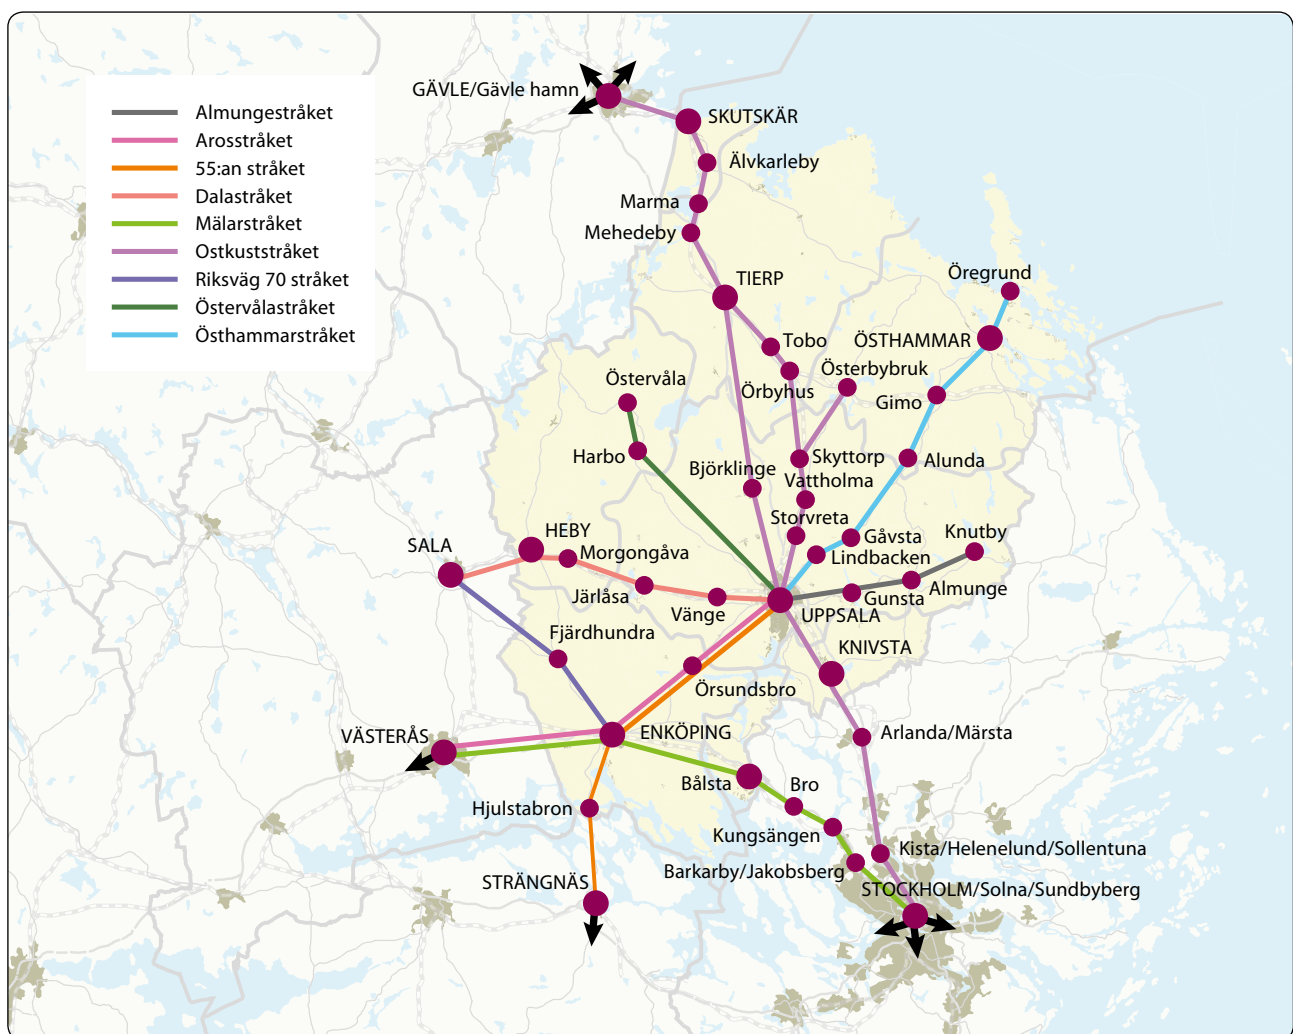 GÄVLE/Gävle hamn
SKUTSKÄR
Almungestråket
Arosstråket
55:an stråket
Dalastråket
Mälarstråket
Ostkuststråket
Riksväg 70 stråket
Östervålastråket
Östhammarstråket
Älvkarleby
Marma
Mehedeby
TIERP
Öregrund
Tobo
ÖSTHAMMAR
Österbybruk
Östervåla
Örbyhus
Gimo
Harbo
Björklinge
Skyttorp
Alunda
Vattholma
Storvreta
HEBY
Gåvsta
Knutby
SALA
Morgongåva
Lindbacken
Järlåsa
Almunge
Gunsta
Vänge
UPPSALA
Fjärdhundra
KNIVSTA
Örsundsbro
VÄSTERÅS
ENKÖPING
Arlanda/Märsta
Bålsta
Bro
Hjulstabron
Kungsängen
Kista/Helenelund/Sollentuna
Barkarby/Jakobsberg
STRÄNGNÄS
STOCKHOLM/Solna/Sundbyberg